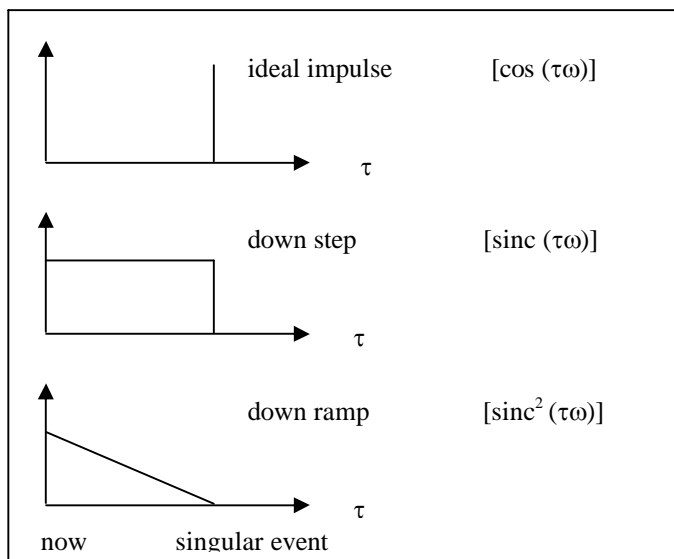 ideal impulse [cos (τω)]
τ
down step [sinc (τω)]
τ
down ramp [sinc² (τω)]
τ
now singular event